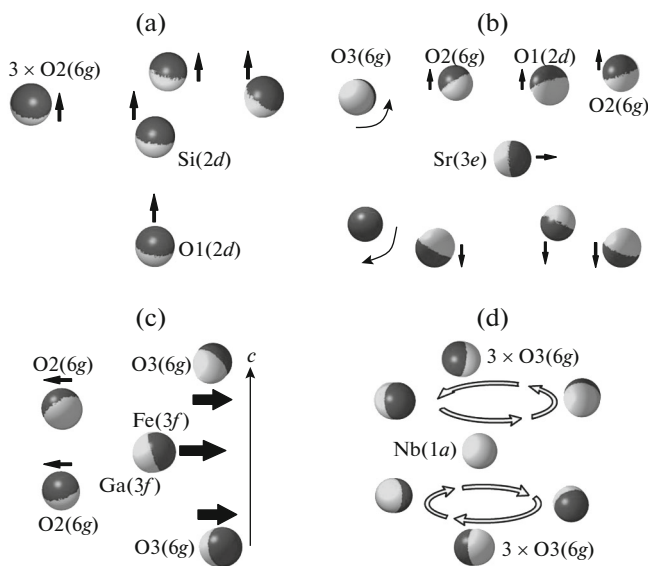 (a)
3 × O2(6g)
Si(2d)
O1(2d)
(b)
O3(6g)
O2(6g)
O1(2d)
O2(6g)
Sr(3e)
(c)
O2(6g)
O3(6g)
c
Fe(3f)
Ga(3f)
O2(6g)
O3(6g)
(d)
3 × O3(6g)
Nb(1a)
3 × O3(6g)